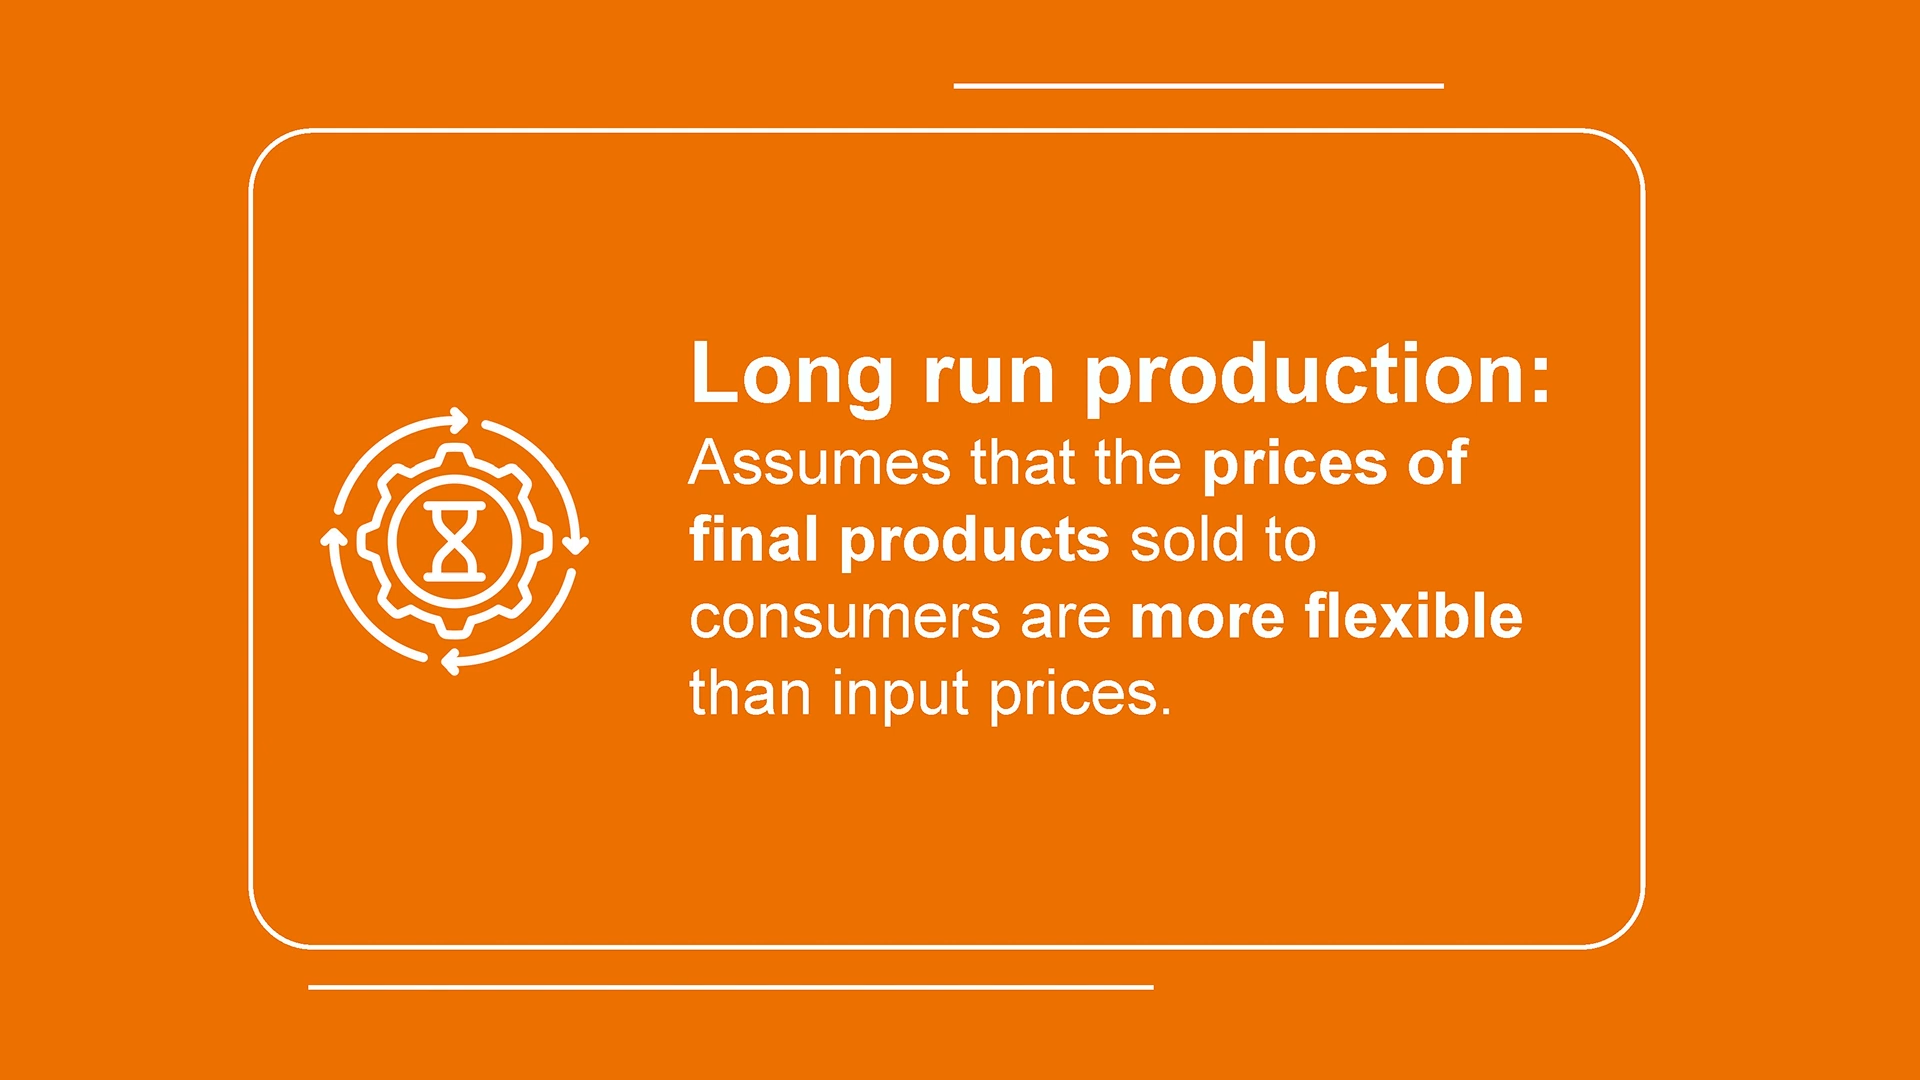 Long run production:
Assumes that the prices of
final products sold to
consumers are more flexible
than input prices.